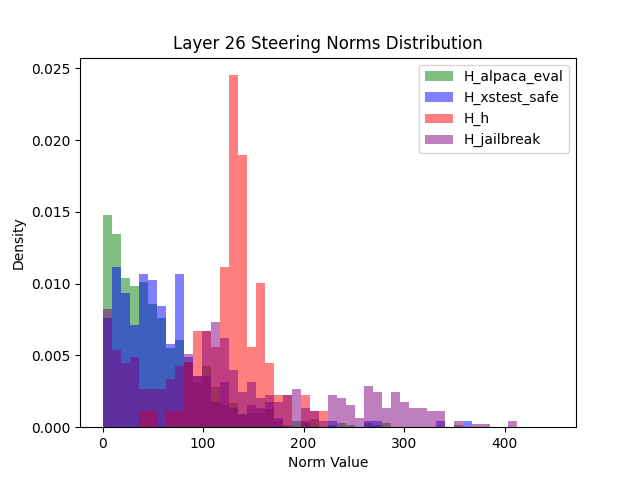 Layer 26 Steering Norms Distribution
0.025
0.020
0.015
0.010
0.005
0.000
Density
H_alpaca_eval
H_xstest_safe
H_h
H_jailbreak
0 100 200 300 400
Norm Value